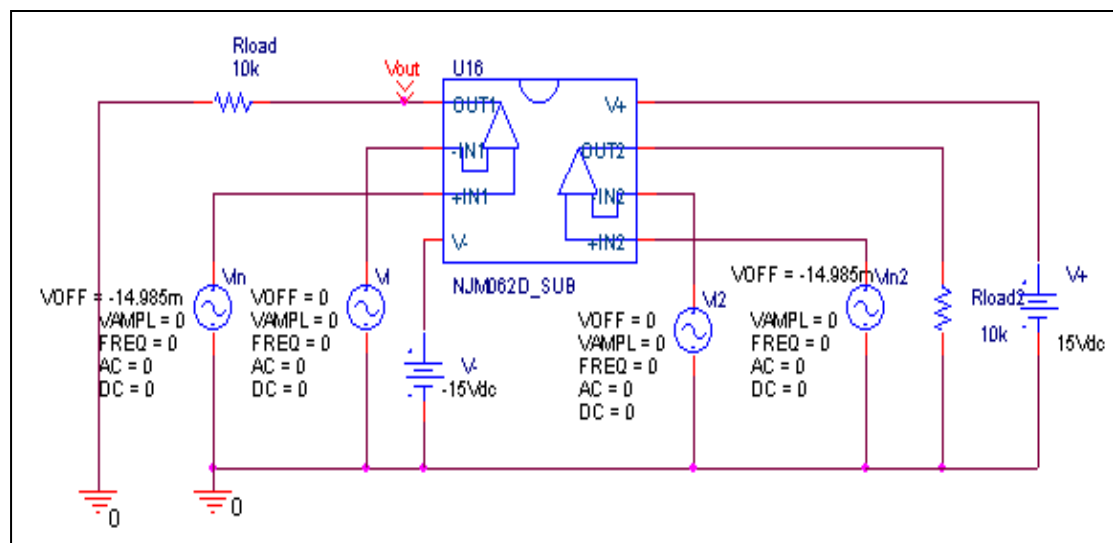 Rload
10k
Vout
U16
OUT1
-IN1
+IN1
V-
V+
OUT2
-IN2
+IN2
NJM062D_SUB
Vin
VOFF = -14.985m
VAMPL = 0
FREQ = 0
AC = 0
DC = 0
VI
VOFF = 0
VAMPL = 0
FREQ = 0
AC = 0
DC = 0
V-
-15Vdc
VI2
VOFF = 0
VAMPL = 0
FREQ = 0
AC = 0
DC = 0
VOFF = -14.985m
Vin2
VAMPL = 0
FREQ = 0
AC = 0
DC = 0
Rload2
10k
V+
15Vdc
0
0